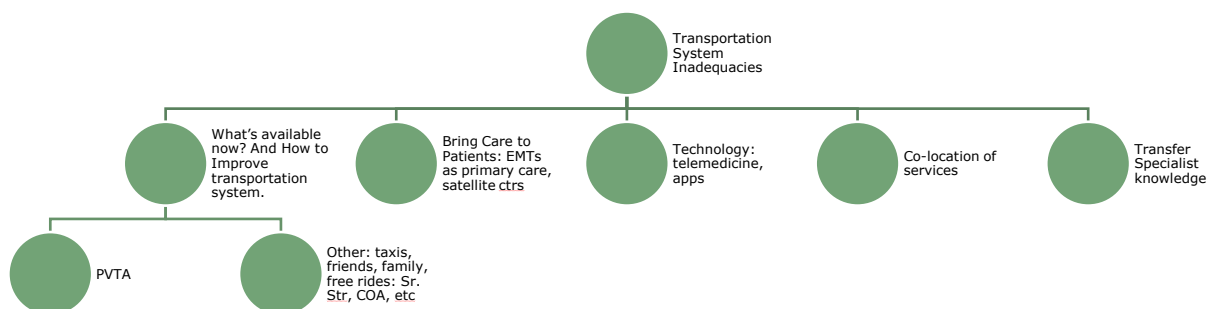 Transportation
System
Inadequacies
What's available
now? And How to
Improve
transportation
system.
Bring Care to
Patients: EMTs
as primary care,
satellite ctrs
Technology:
telemedicine,
apps
Co-location of
services
Transfer
Specialist
knowledge
PVTA
Other: taxis,
friends, family,
free rides: Sr.
Str, COA, etc